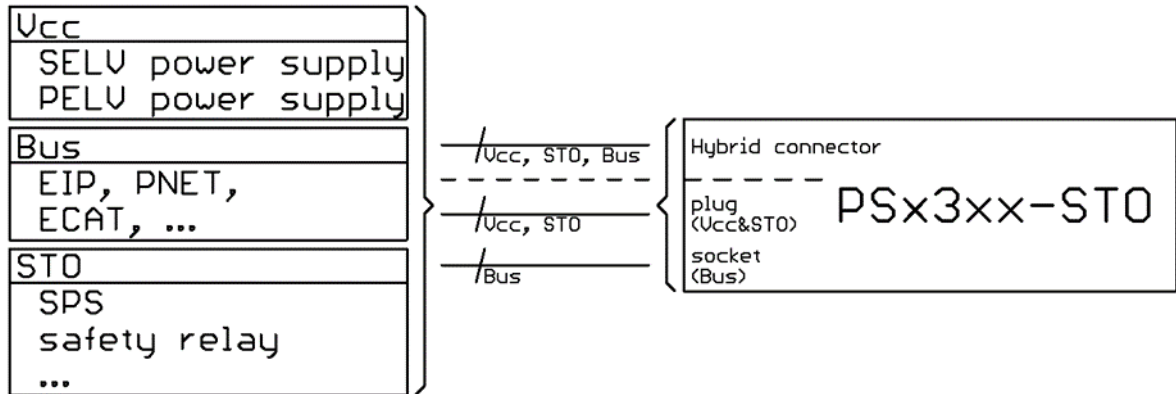 Vcc
SELV power supply
PELV power supply
Bus
EIP, PNET,
ECAT, ...
STO
SPS
safety relay
...
Vcc, STO, Bus
Vcc, STO
Bus
Hybrid connector
plug
(Vcc&STO)
socket
(Bus)
PSx3xx-STO